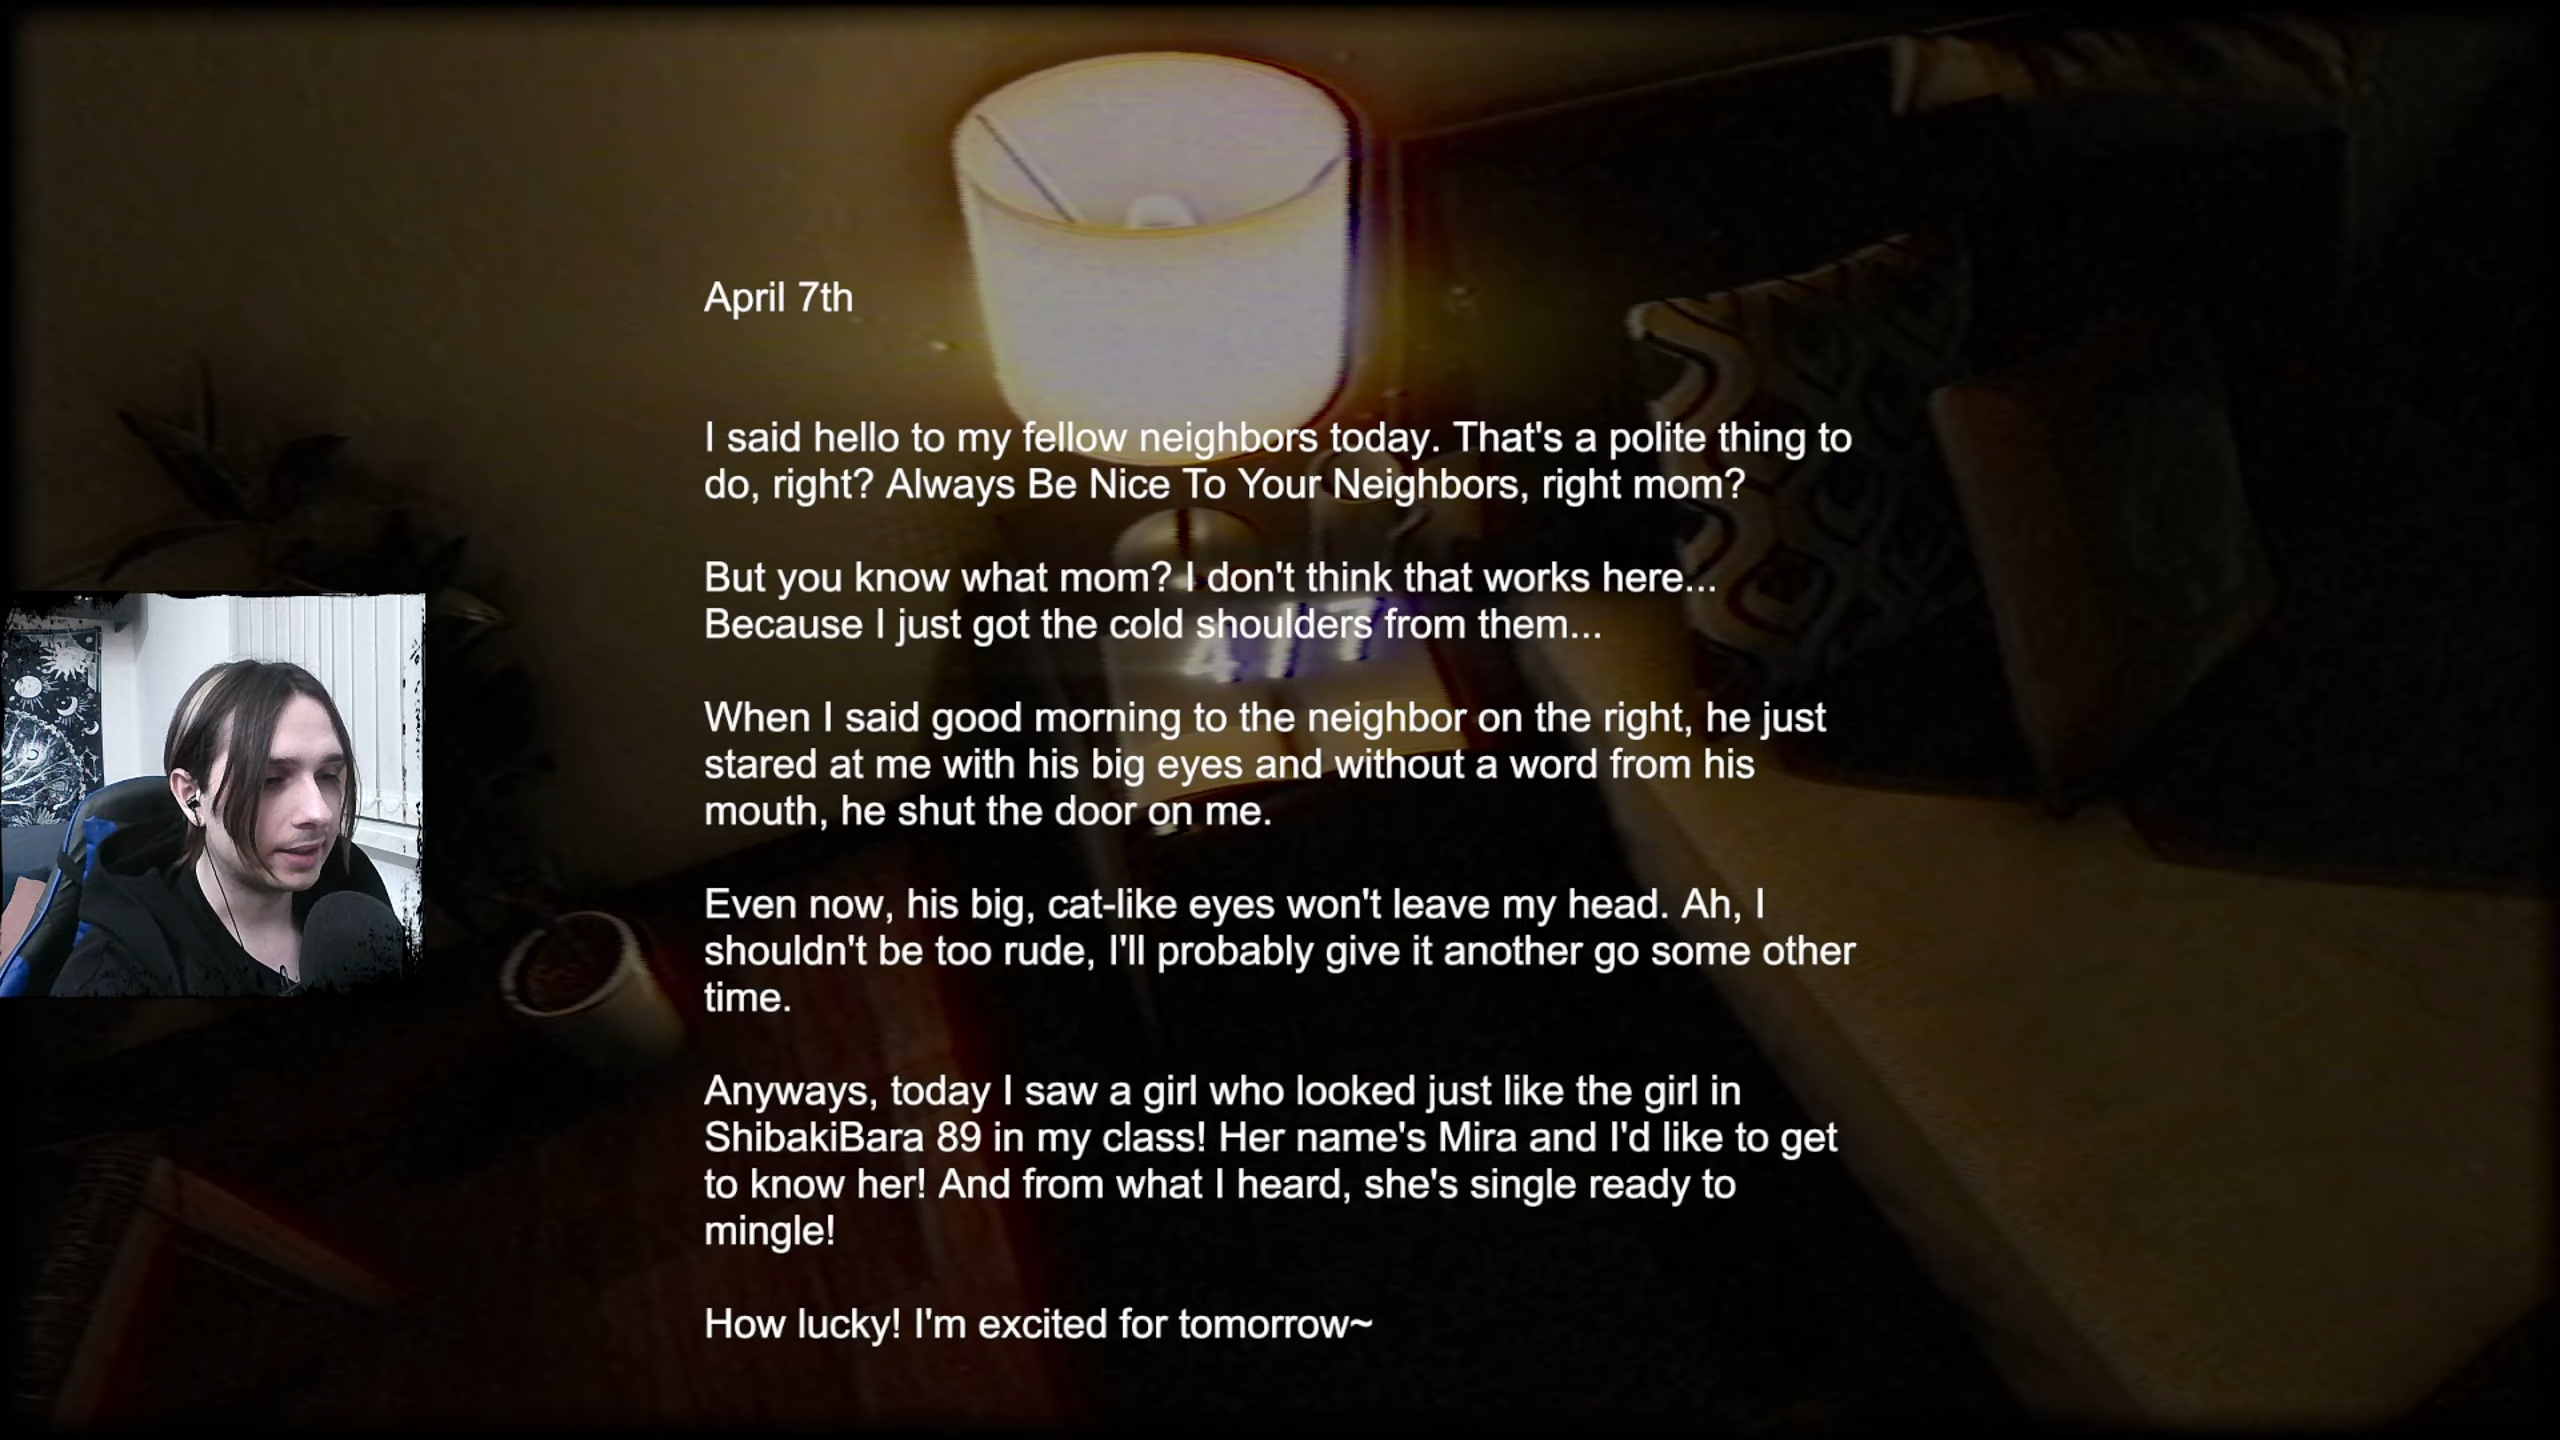 April 7th
I said hello to my fellow neighbors today. That's a polite thing to
do, right? Always Be Nice To Your Neighbors, right mom?
But you know what mom? I don't think that works here...
Because I just got the cold shoulders from them...
4/7
When I said good morning to the neighbor on the right, he just
stared at me with his big eyes and without a word from his
mouth, he shut the door on me.
Even now, his big, cat-like eyes won't leave my head. Ah, I
shouldn't be too rude, I'll probably give it another go some other
time.
Anyways, today I saw a girl who looked just like the girl in
ShibakiBara 89 in my class! Her name's Mira and I'd like to get
to know her! And from what I heard, she's single ready to
mingle!
How lucky! I'm excited for tomorrow~